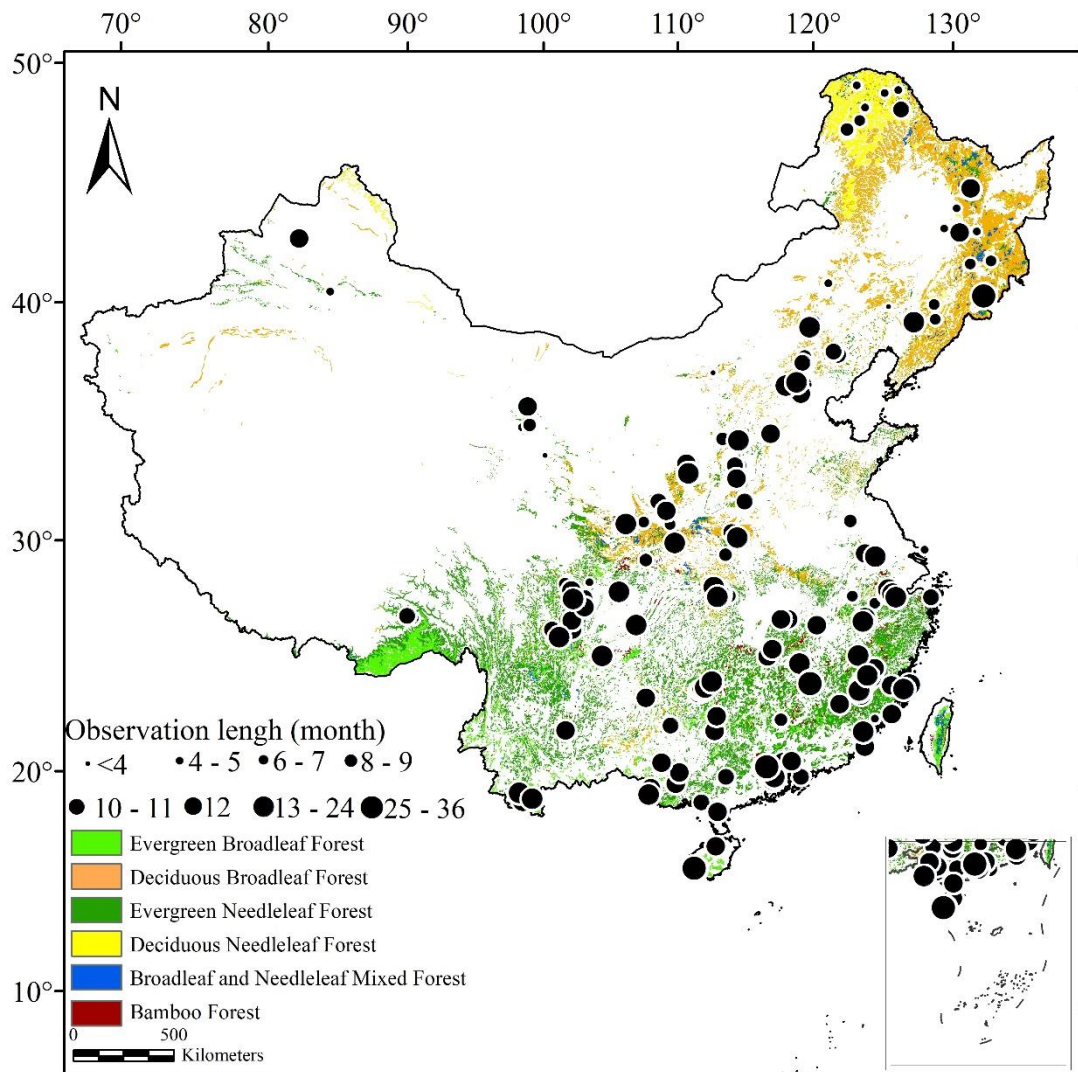 70° 80° 90° 100° 110° 120° 130°
50°
N
40°
30°
20°
10°
Observation lengh (month)
<4 4 - 5 6 - 7 8 - 9
10 - 11 12 13 - 24 25 - 36
Evergreen Broadleaf Forest
Deciduous Broadleaf Forest
Evergreen Needleleaf Forest
Deciduous Needleleaf Forest
Broadleaf and Needleleaf Mixed Forest
Bamboo Forest
0 500
Kilometers